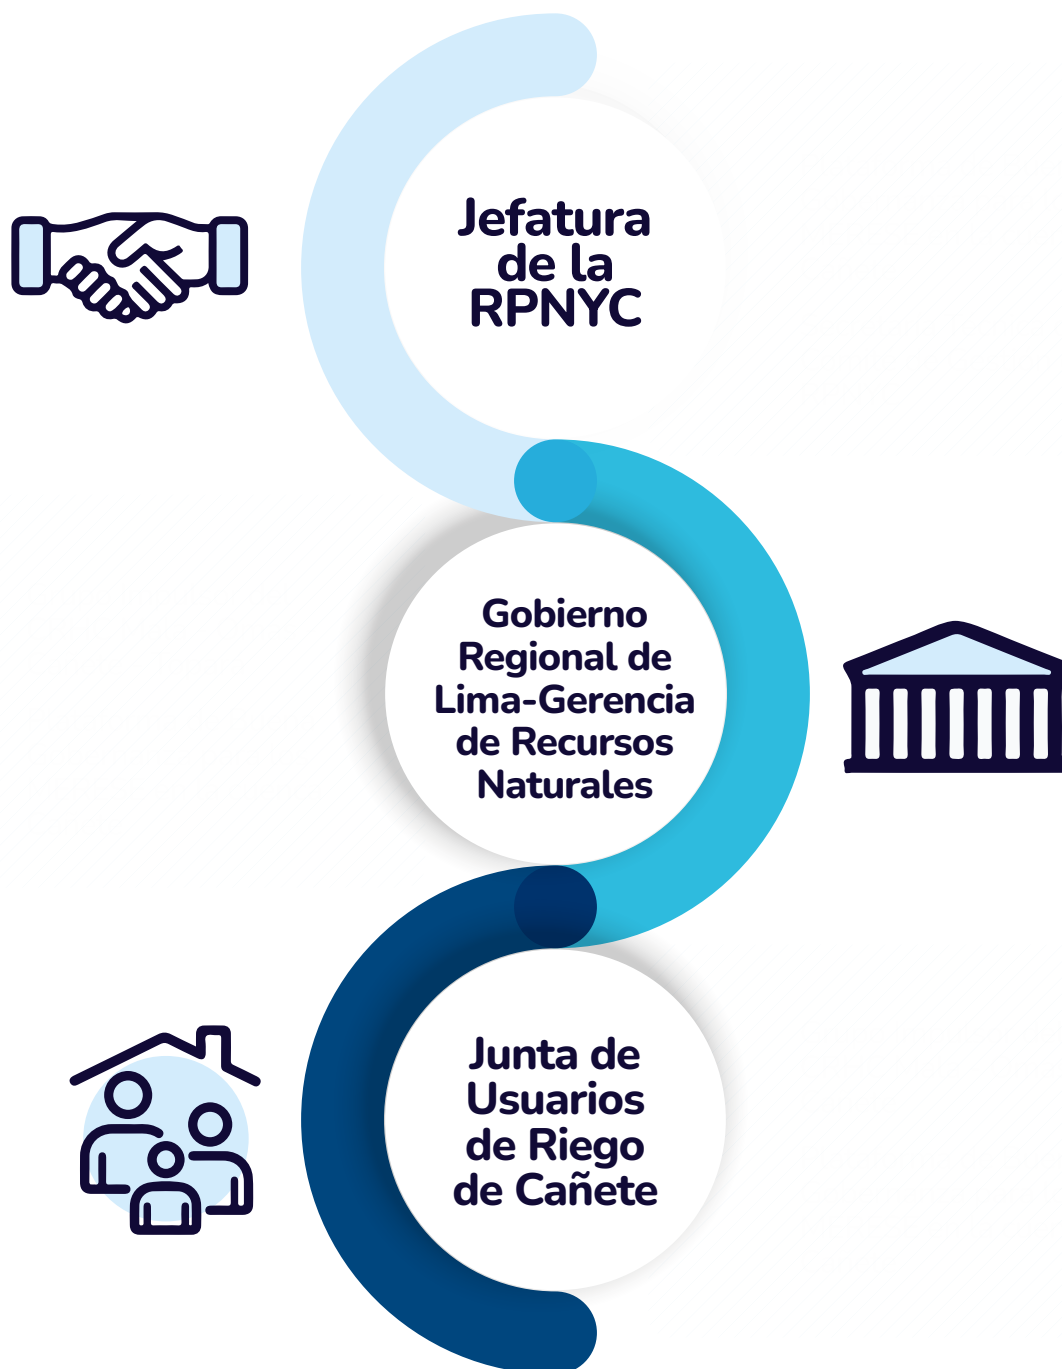 Jefatura
de la
RPNYC
Gobierno
Regional de
Lima-Gerencia
de Recursos
Naturales
Junta de
Usuarios
de Riego
de Cañete